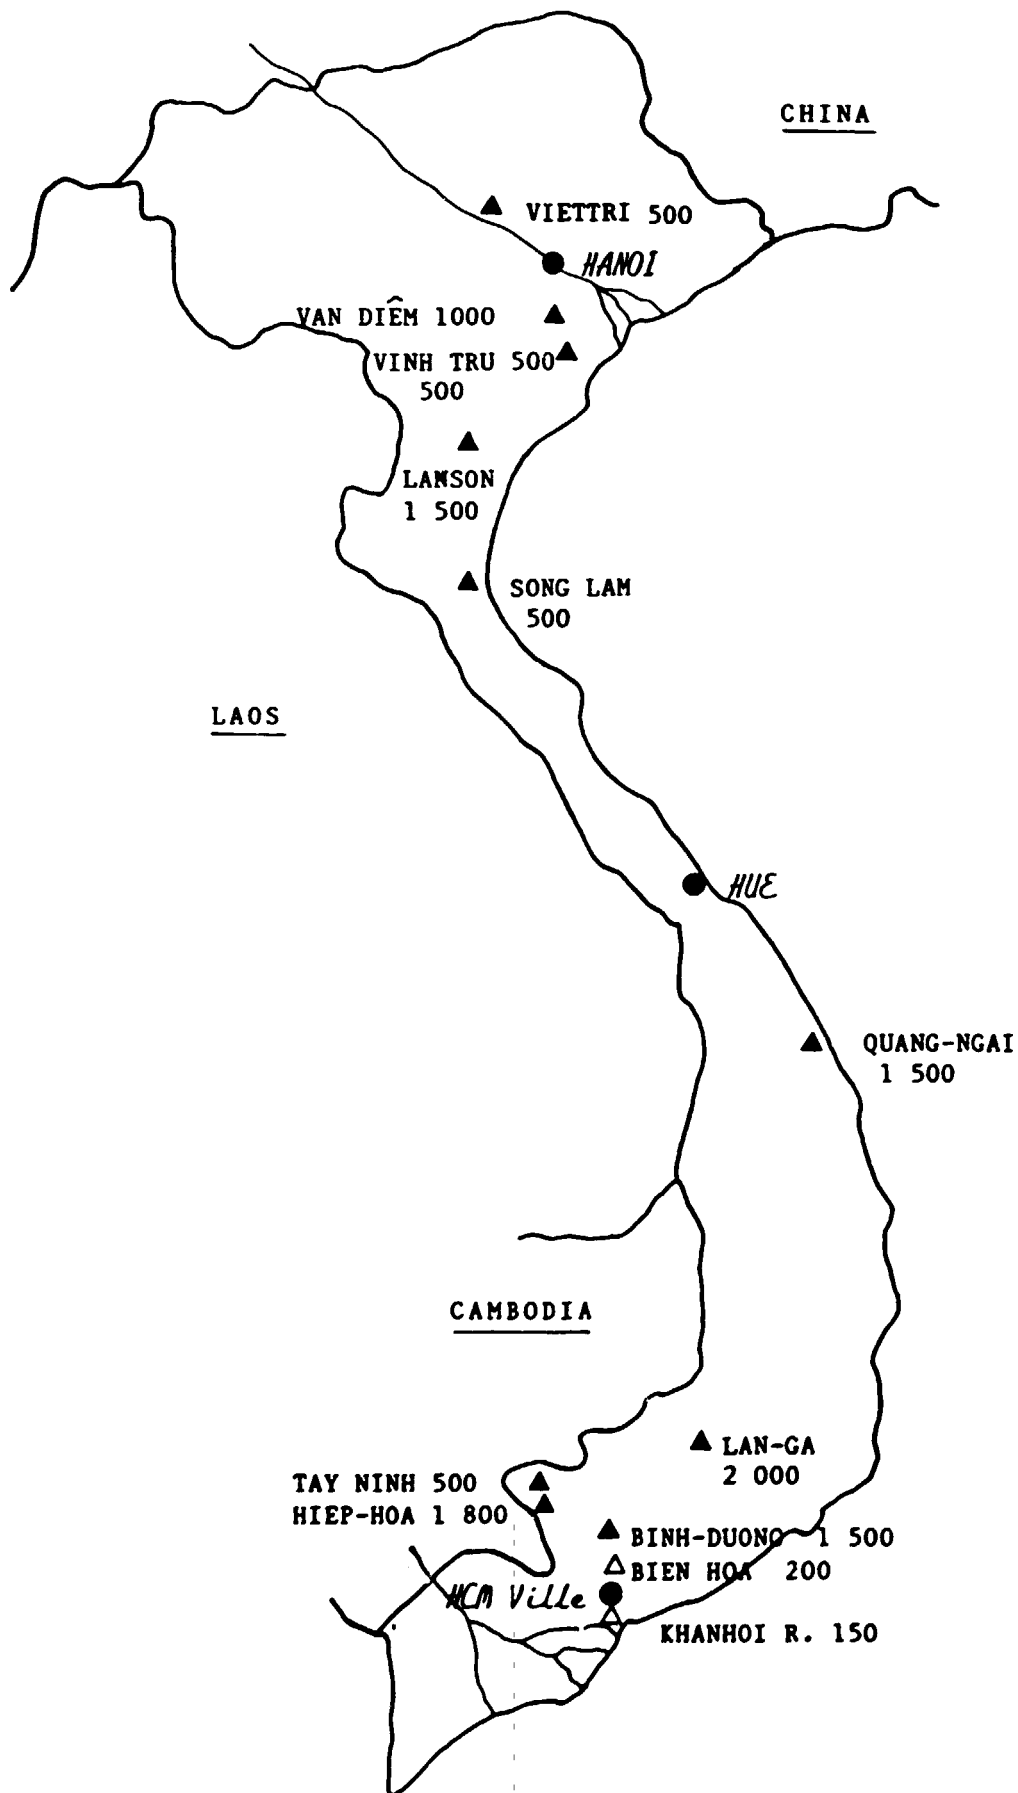 CHINA
VIETTRI 500
HANOI
VAN DIÊM 1000
VINH TRU 500
500
LAMSON
1 500
SONG LAM
500
LAOS
HUE
QUANG-NGAI
1 500
CAMBODIA
LAN-GA
2 000
TAY NINH 500
HIEP-HOA 1 800
BINH-DUONG 1 500
BIEN HOA 200
HCM Ville
KHANHOI R. 150